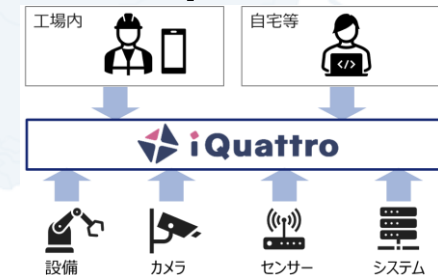 工場内
自宅等
iQuattro
設備
カメラ
センサー
システム